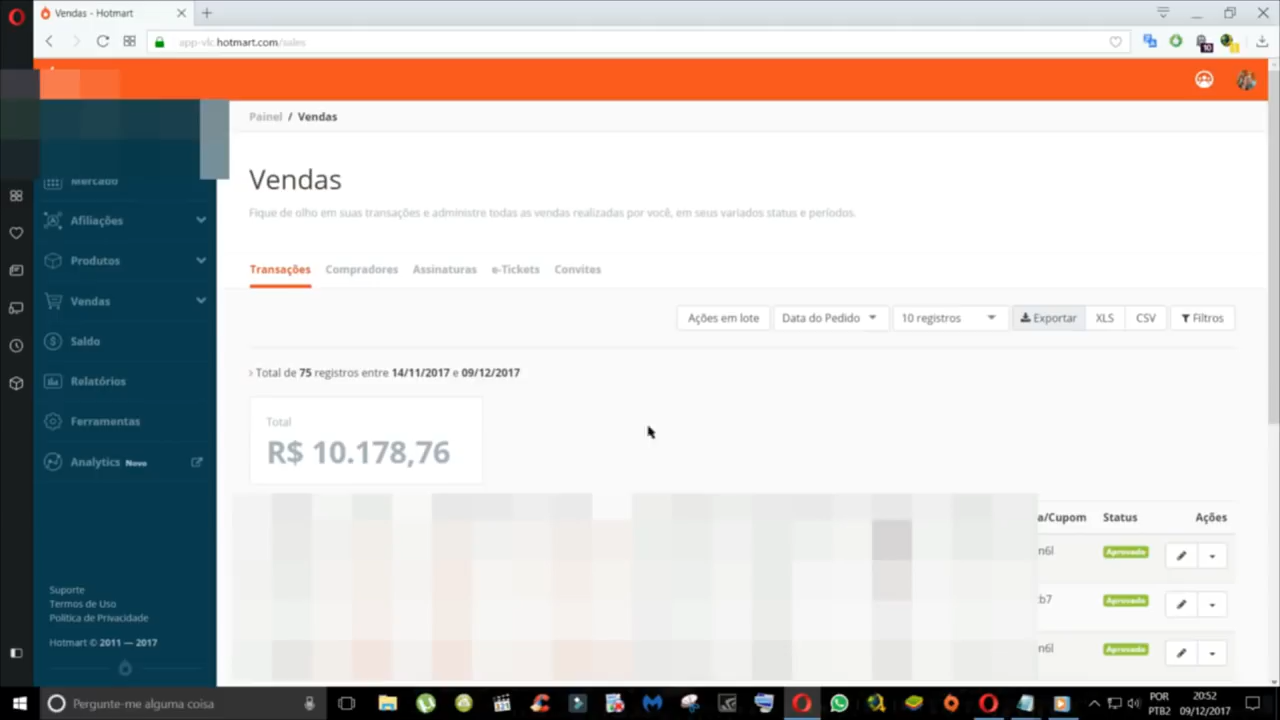 Vendas - Hotmart
app-vlc.hotmart.com/sales
10
Painel / Vendas
Vendas
Fique de olho em suas transações e administre todas as vendas realizadas por você, em seus variados status e períodos.
Mercado
Afiliações
Produtos
Vendas
Saldo
Relatórios
Ferramentas
Analytics Novo
Transações Compradores Assinaturas e-Tickets Convites
Ações em lote Data do Pedido 10 registros Exportar XLS CSV Filtros
› Total de 75 registros entre 14/11/2017 e 09/12/2017
Total
R$ 10.178,76
a/Cupom Status Ações
n6l Aprovado
:b7 Aprovado
n6l Aprovado
Suporte
Termos de Uso
Política de Privacidade
Hotmart © 2011 — 2017
Pergunte-me alguma coisa
POR
PTB2
20:52
09/12/2017